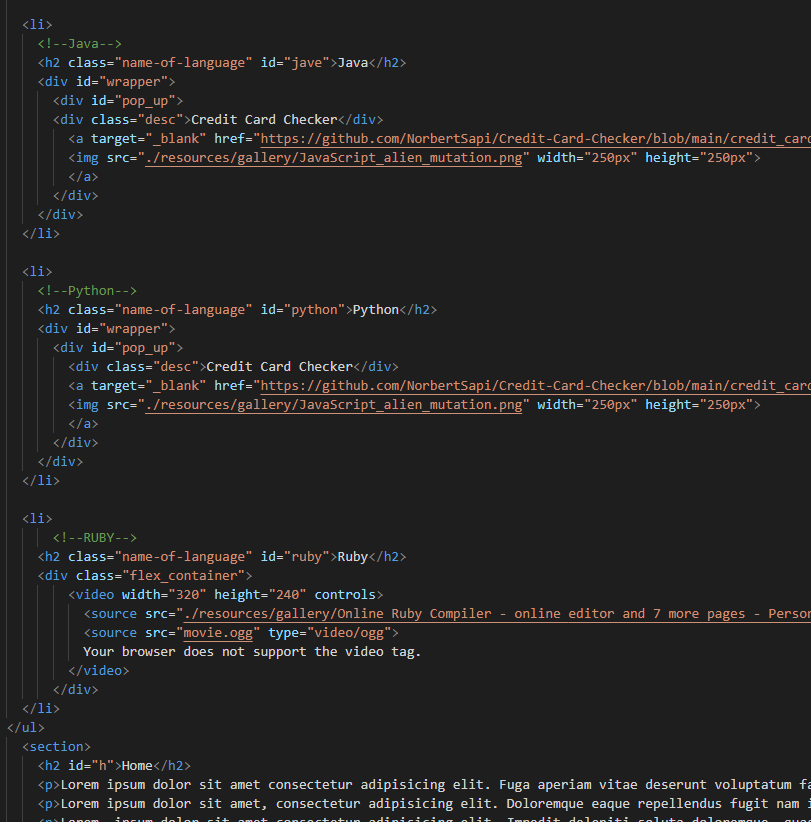 <li>
<!--Java-->
<h2 class="name-of-language" id="jave">Java</h2>
<div id="wrapper">
<div id="pop_up">
<div class="desc">Credit Card Checker</div>
<a target="_blank" href="https://github.com/NorbertSapi/Credit-Card-Checker/blob/main/credit_card
<img src="./resources/gallery/JavaScript_alien_mutation.png" width="250px" height="250px">
</a>
</div>
</div>
</li>
<li>
<!--Python-->
<h2 class="name-of-language" id="python">Python</h2>
<div id="wrapper">
<div id="pop_up">
<div class="desc">Credit Card Checker</div>
<a target="_blank" href="https://github.com/NorbertSapi/Credit-Card-Checker/blob/main/credit_card
<img src="./resources/gallery/JavaScript_alien_mutation.png" width="250px" height="250px">
</a>
</div>
</div>
</li>
<li>
<!--RUBY-->
<h2 class="name-of-language" id="ruby">Ruby</h2>
<div class="flex_container">
<video width="320" height="240" controls>
<source src="./resources/gallery/Online Ruby Compiler - online editor and 7 more pages - Person
<source src="movie.ogg" type="video/ogg">
Your browser does not support the video tag.
</video>
</div>
</li>
</ul>
<section>
<h2 id="h">Home</h2>
<p>Lorem ipsum dolor sit amet consectetur adipisicing elit. Fuga aperiam vitae deserunt voluptatum fa
<p>Lorem ipsum dolor sit amet, consectetur adipisicing elit. Doloremque eaque repellendus fugit nam i